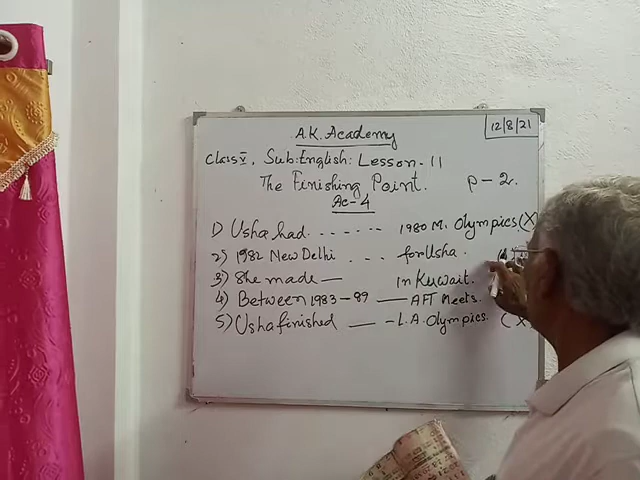 A.K. Academy
12/8/21
Class V, Sub: English: Lesson - 11
The Finishing Point. P - 2.
Ac - 4
1) Usha had ....... 1980 M. Olympics (X)
2) 1982 New Delhi ... for Usha.
3) She made — in Kuwait.
4) Between 1983 - 89 — AFT Meets.
5) Usha finished — - L.A. Olympics. (X)